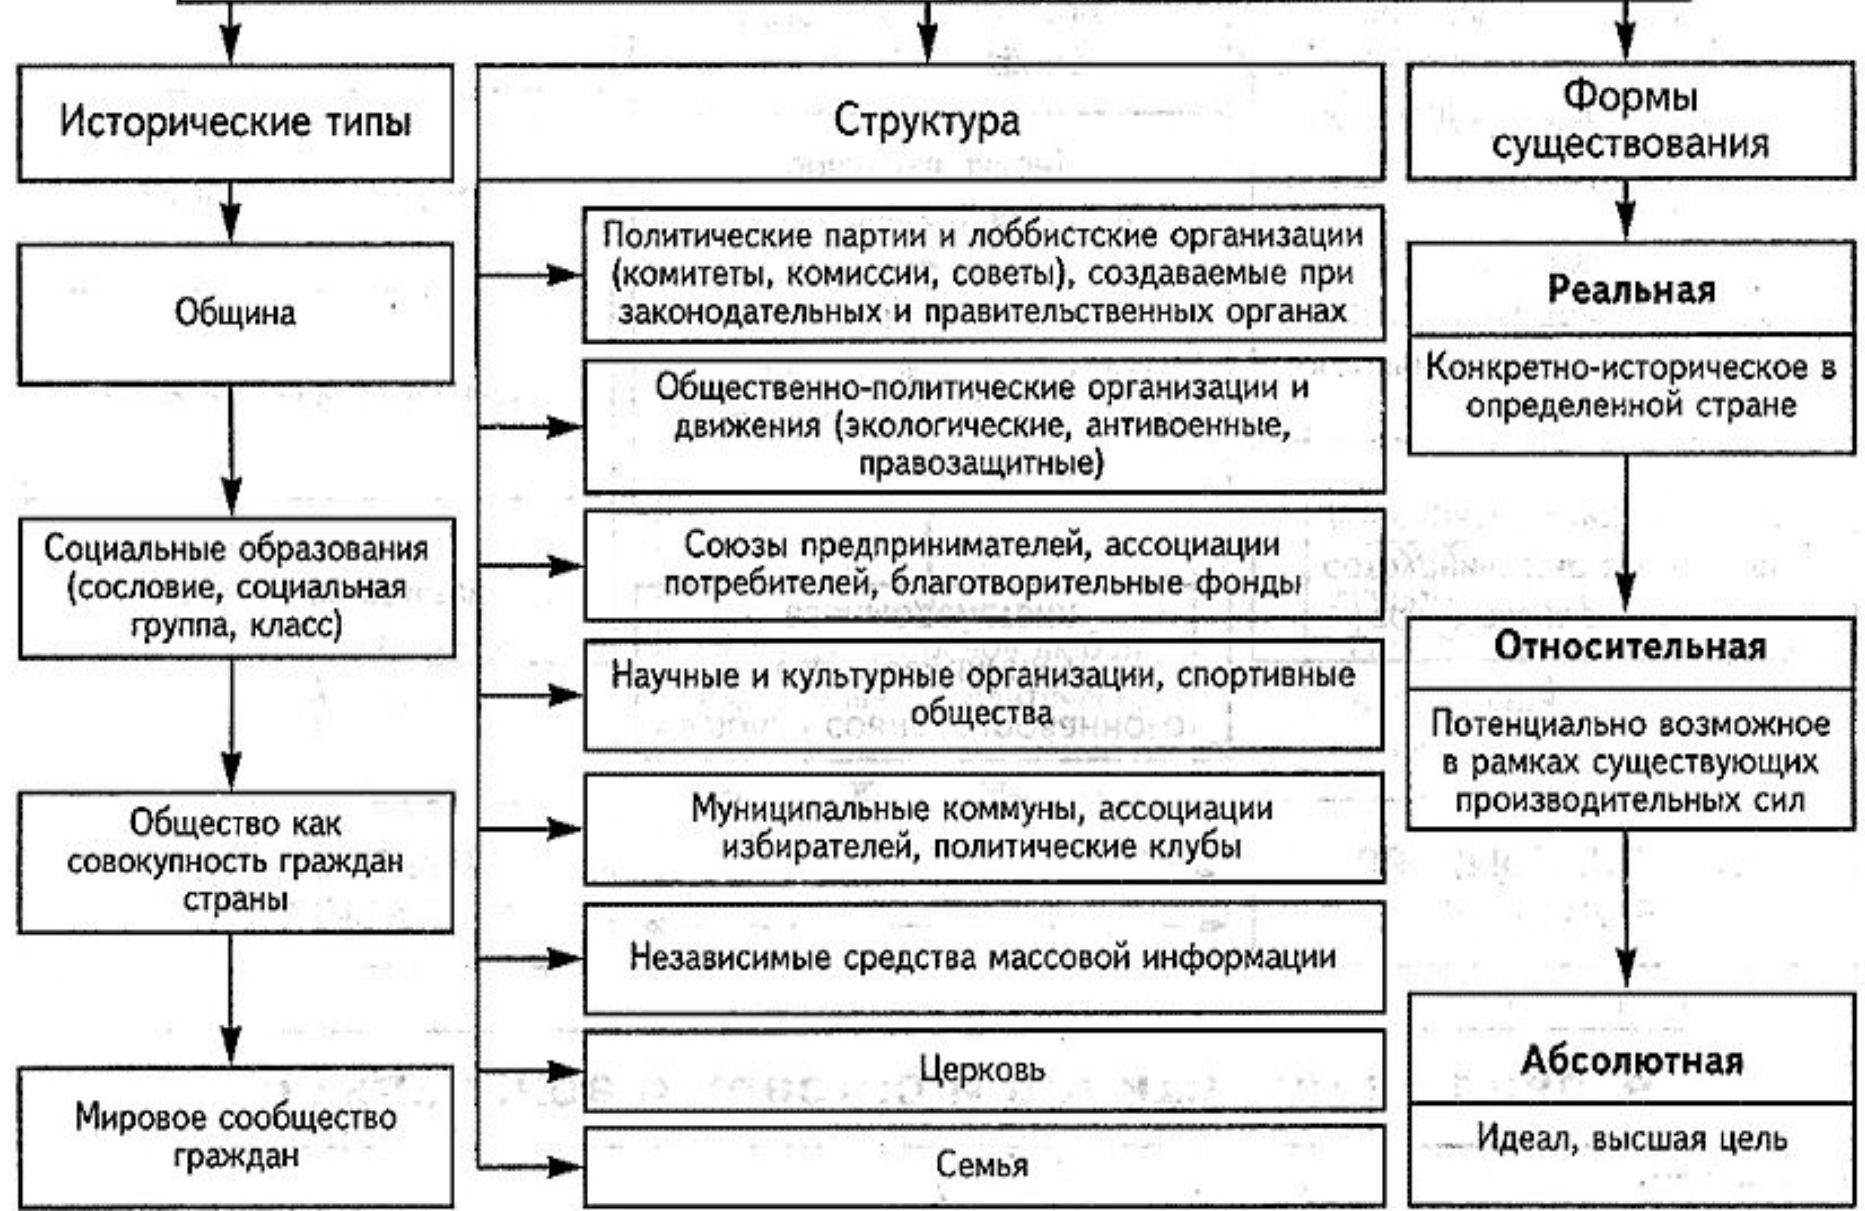 Исторические типы
Община
Социальные образования
(сословие, социальная
группа, класс)
Общество как
совокупность граждан
страны
Мировое сообщество
граждан
Структура
Политические партии и лоббистские организации
(комитеты, комиссии, советы), создаваемые при
законодательных и правительственных органах
Общественно-политические организации и
движения (экологические, антивоенные,
правозащитные)
Союзы предпринимателей, ассоциации
потребителей, благотворительные фонды
Научные и культурные организации, спортивные
общества
Муниципальные коммуны, ассоциации
избирателей, политические клубы
Независимые средства массовой информации
Церковь
Семья
Формы
существования
Реальная
Конкретно-историческое в
определенной стране
Относительная
Потенциально возможное
в рамках существующих
производительных сил
Абсолютная
Идеал, высшая цель